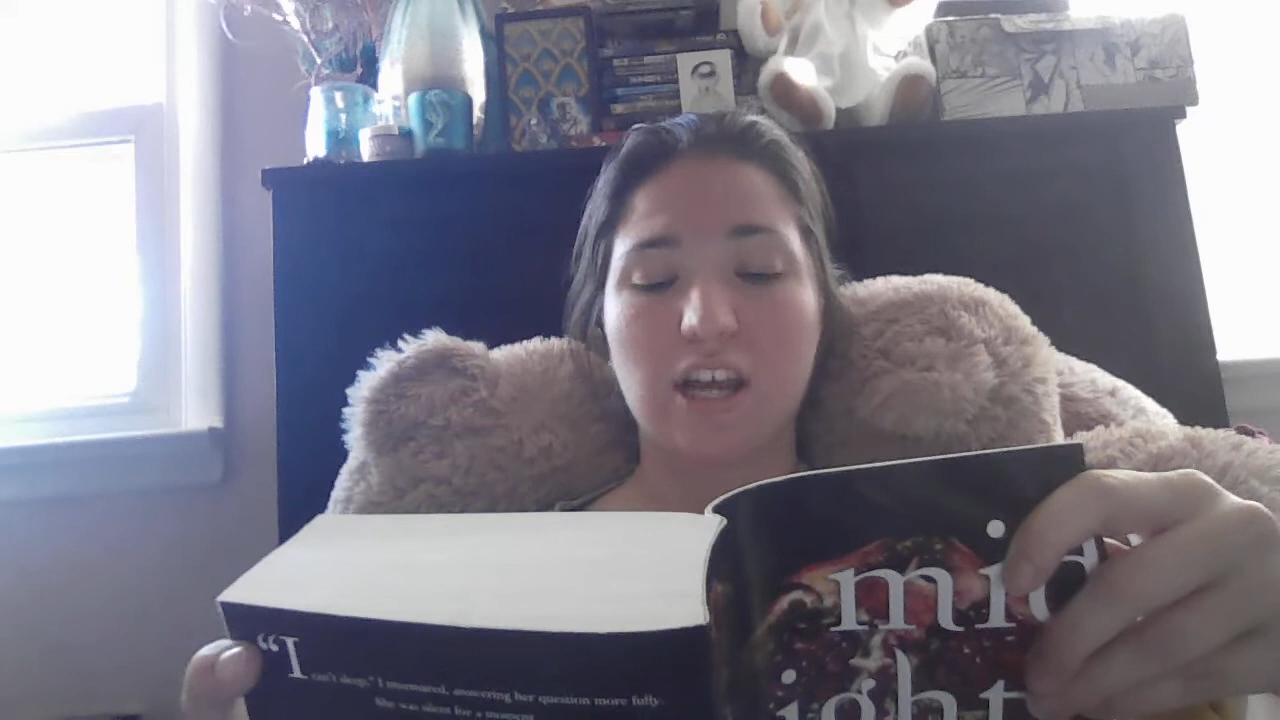 "I
can't sleep," I murmured, answering her question more fully.
She was silent for a moment
mid
ight